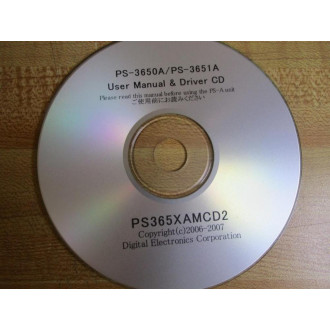 PS-3650A/PS-3651A
User Manual & Driver CD
Please read this manual before using the PS-A unit
ご使用前にお読みください
PS365XAMCD2
Copyright(c)2006-2007
Digital Electronics Corporation